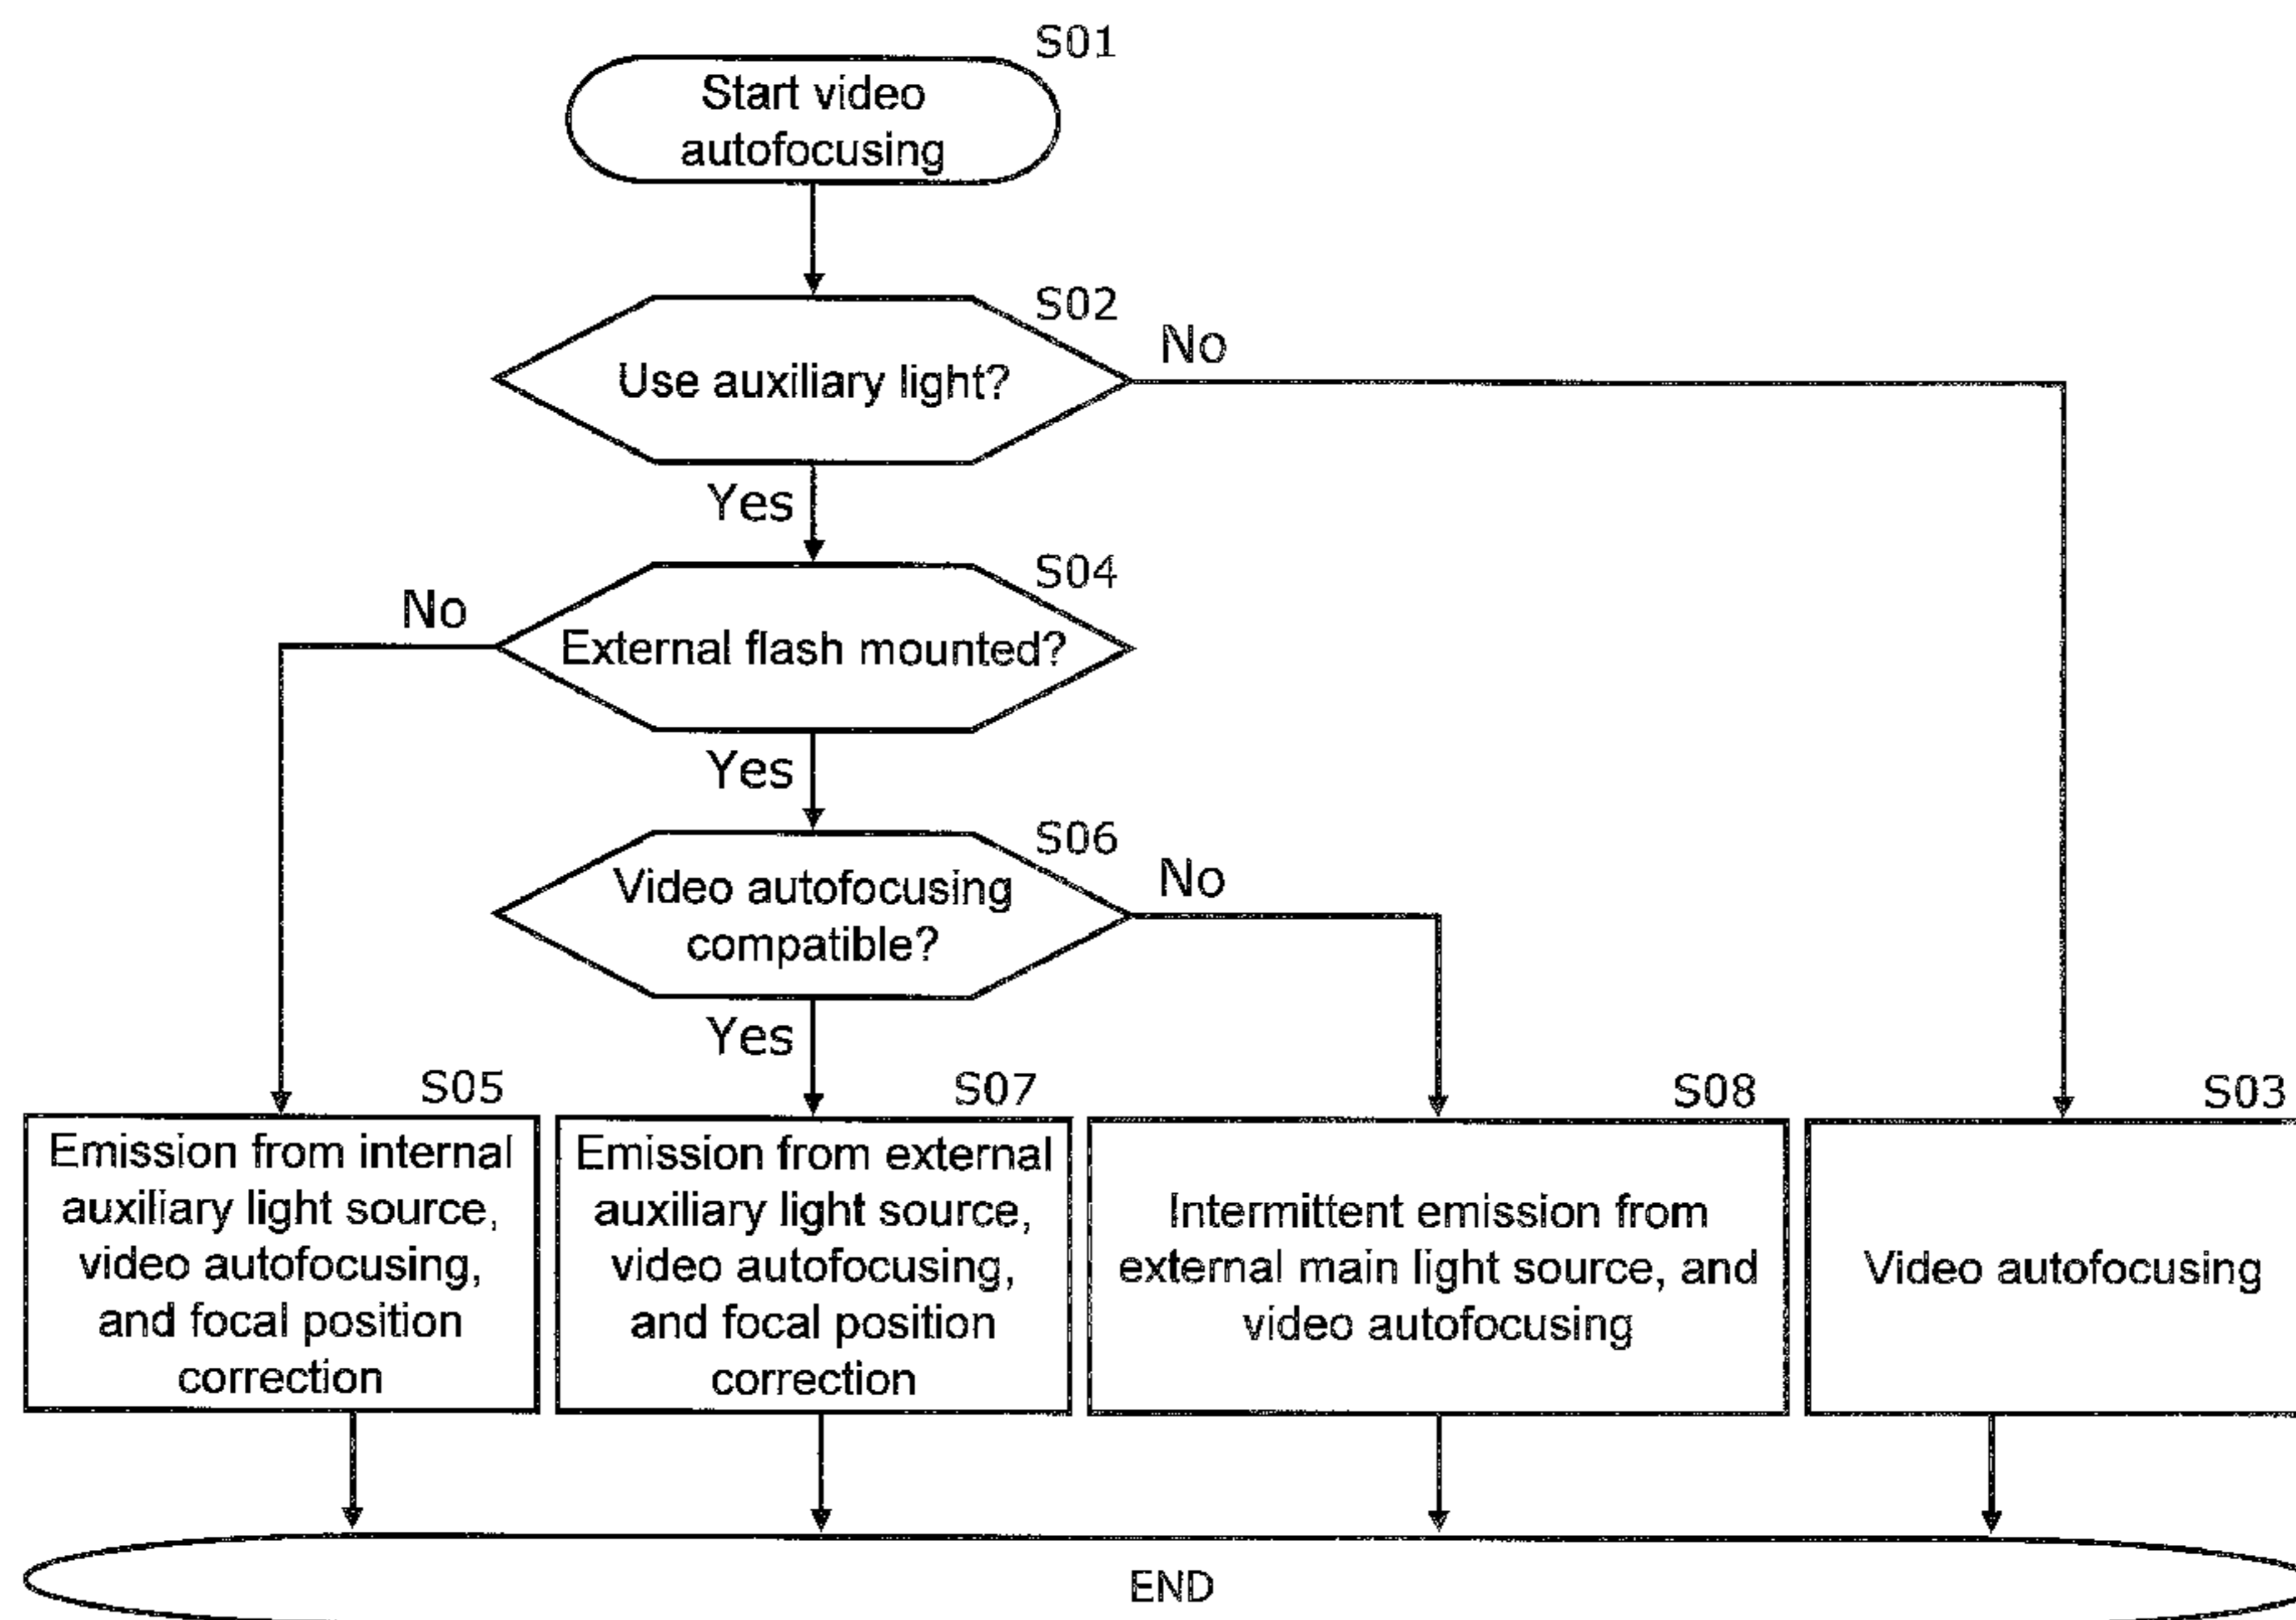 S01
Start video
autofocusing
S02
Use auxiliary light?
No
Yes
S04
External flash mounted?
No
Yes
S06
Video autofocusing
compatible?
No
Yes
S05
Emission from internal
auxiliary light source,
video autofocusing,
and focal position
correction
S07
Emission from external
auxiliary light source,
video autofocusing,
and focal position
correction
S08
Intermittent emission from
external main light source, and
video autofocusing
S03
Video autofocusing
END